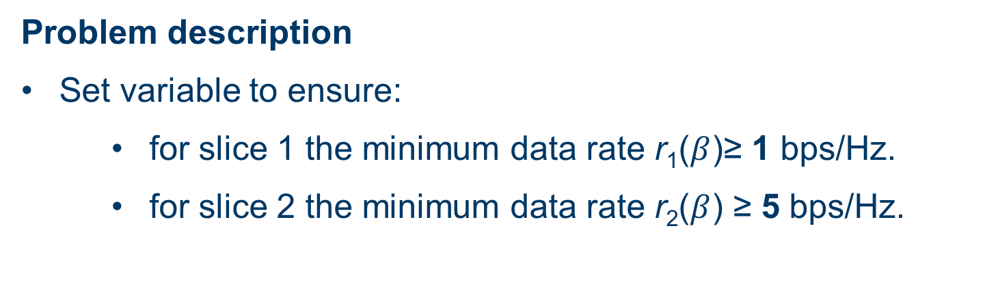 Problem description
• Set variable to ensure:
• for slice 1 the minimum data rate r₁(β)≥ 1 bps/Hz.
• for slice 2 the minimum data rate r₂(β) ≥ 5 bps/Hz.